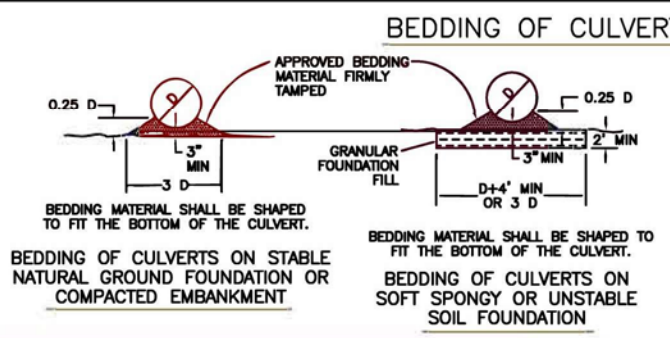 BEDDING OF CULVER
APPROVED BEDDING
MATERIAL FIRMLY
TAMPED
0.25 D
D
3"
MIN
3 D
BEDDING MATERIAL SHALL BE SHAPED
TO FIT THE BOTTOM OF THE CULVERT.
BEDDING OF CULVERTS ON STABLE
NATURAL GROUND FOUNDATION OR
COMPACTED EMBANKMENT
D
0.25 D
2' MIN
GRANULAR
FOUNDATION
FILL
3" MIN
D+4' MIN
OR 3 D
BEDDING MATERIAL SHALL BE SHAPED TO
FIT THE BOTTOM OF THE CULVERT.
BEDDING OF CULVERTS ON
SOFT SPONGY OR UNSTABLE
SOIL FOUNDATION